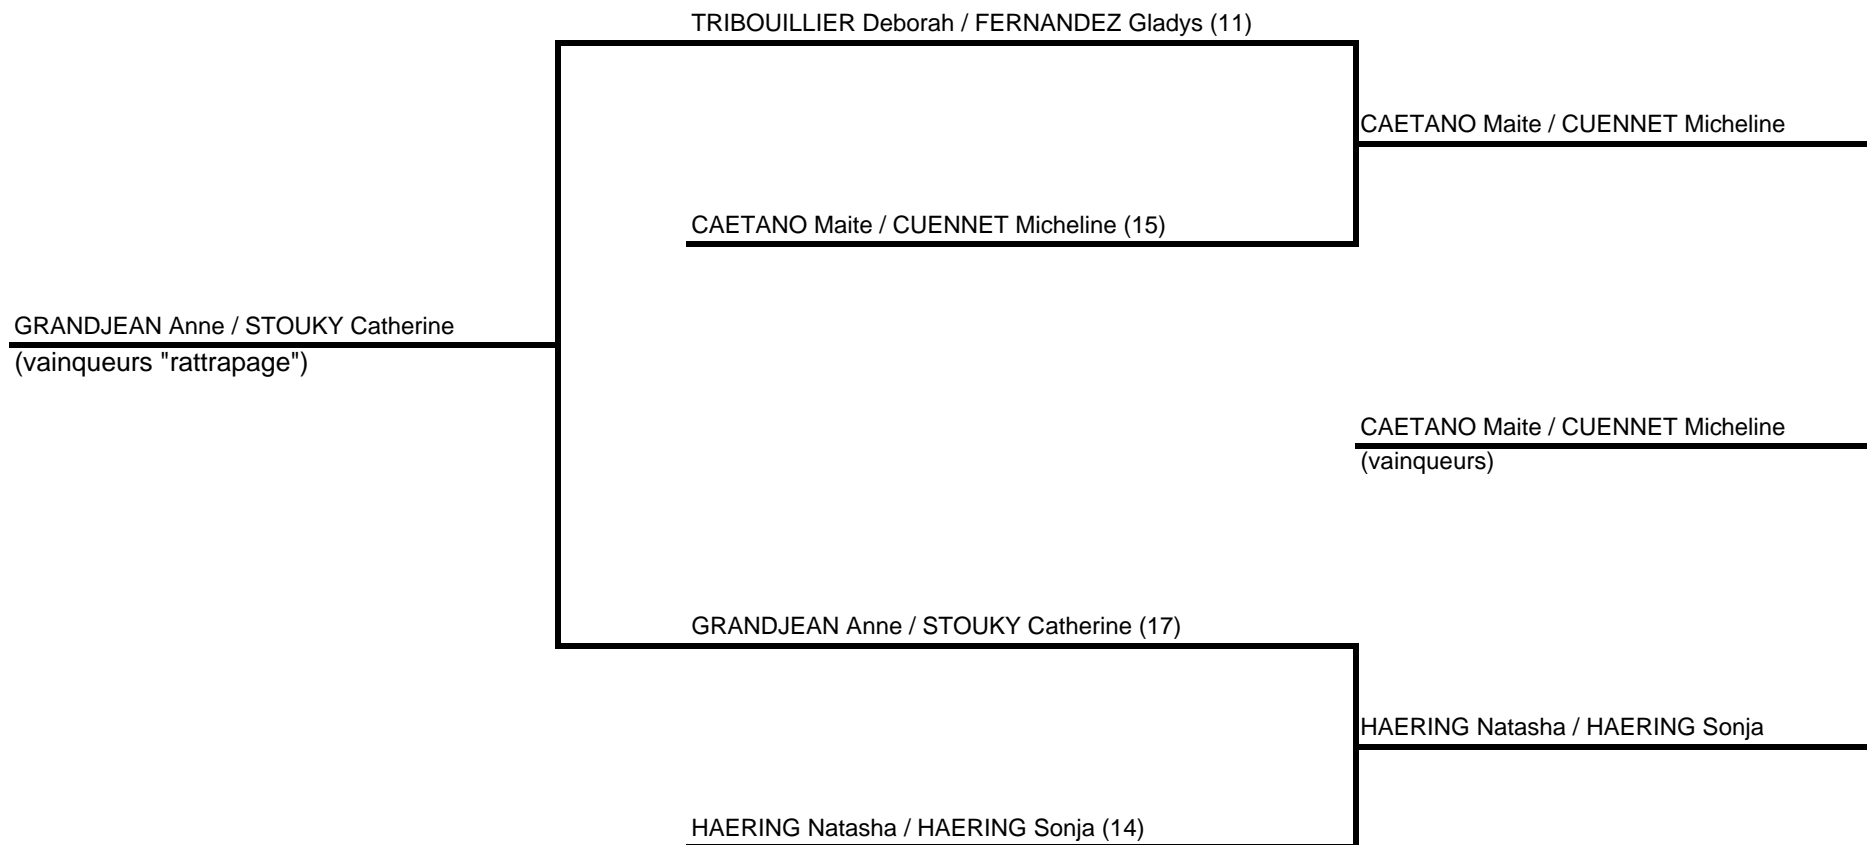 TRIBOUILLIER Deborah / FERNANDEZ Gladys (11)
CAETANO Maite / CUENNET Micheline
CAETANO Maite / CUENNET Micheline (15)
GRANDJEAN Anne / STOUKY Catherine
(vainqueurs "rattrapage")
CAETANO Maite / CUENNET Micheline
(vainqueurs)
GRANDJEAN Anne / STOUKY Catherine (17)
HAERING Natasha / HAERING Sonja
HAERING Natasha / HAERING Sonja (14)